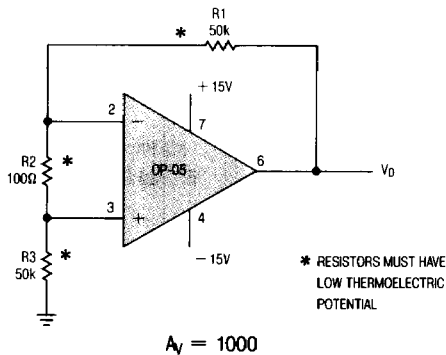 R1
* 50k
+ 15V
2
−
7
R2 *
100Ω
OP-05
6
V₀
3
+
4
R3 *
50k
− 15V
* RESISTORS MUST HAVE
LOW THERMOELECTRIC
POTENTIAL
Aᵥ = 1000